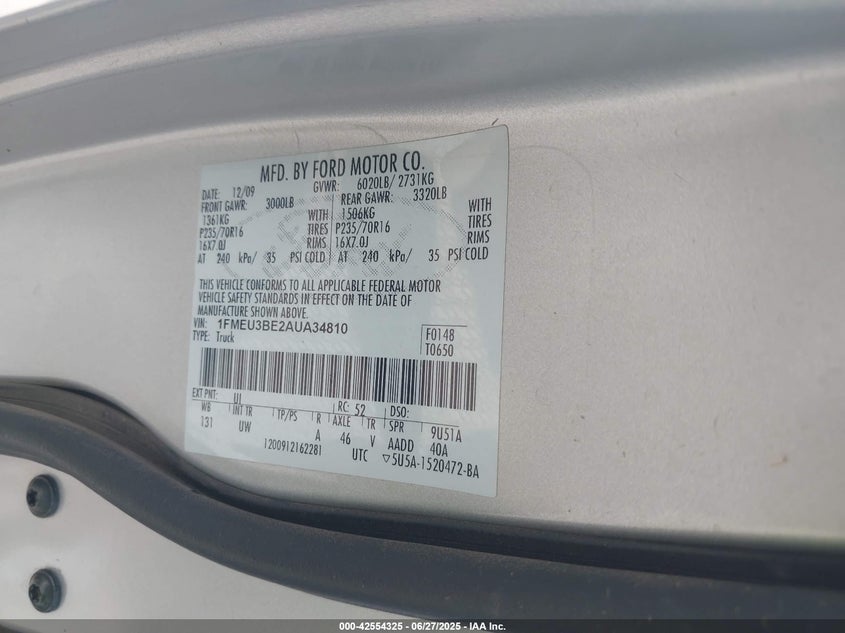 MFD. BY FORD MOTOR CO.
DATE: 12/09 GVWR: 6020LB/ 2731KG
FRONT GAWR: 3000LB REAR GAWR: 3320LB
1361KG WITH 1506KG WITH
P235/70R16 TIRES P235/70R16 TIRES
16X7.0J RIMS 16X7.0J RIMS
AT 240 kPa/ 35 PSI COLD AT 240 kPa/ 35 PSI COLD
THIS VEHICLE CONFORMS TO ALL APPLICABLE FEDERAL MOTOR
VEHICLE SAFETY STANDARDS IN EFFECT ON THE DATE OF
MANUFACTURE SHOWN ABOVE.
VIN: 1FMEU3BE2AUA34810 F0148
TYPE: Truck T0650
EXT PNT: UI RC: 52 DSO:
WB INT TR TP/PS R AXLE TR SPR 9U51A
131 UW A 46 V AADD 40A
1200912162281 UTC ▽5U5A-1520472-BA
000-42554325 | 06/27/2025 | IAA Inc.